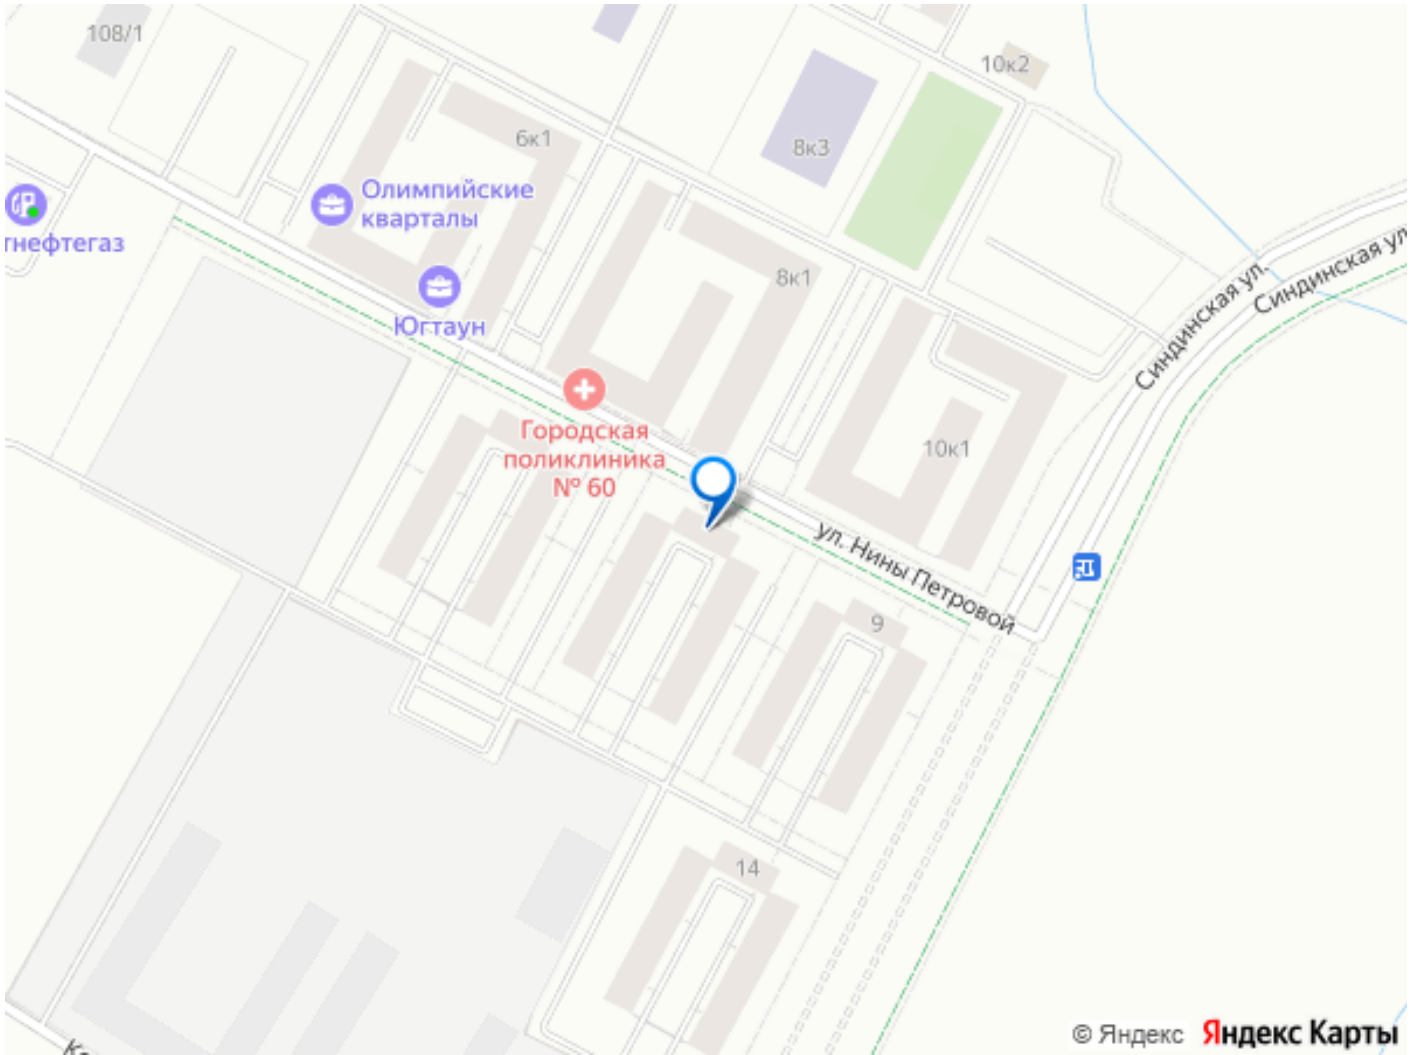 108/1
10к2
6к1
8к3
Олимпийские
кварталы
тнефтегаз
8к1
Югтаун
Синдинская ул.
Синдинская ул
Городская
поликлиника
№ 60
10к1
ул. Нины Петровой
9
14
© Яндекс Яндекс Карты